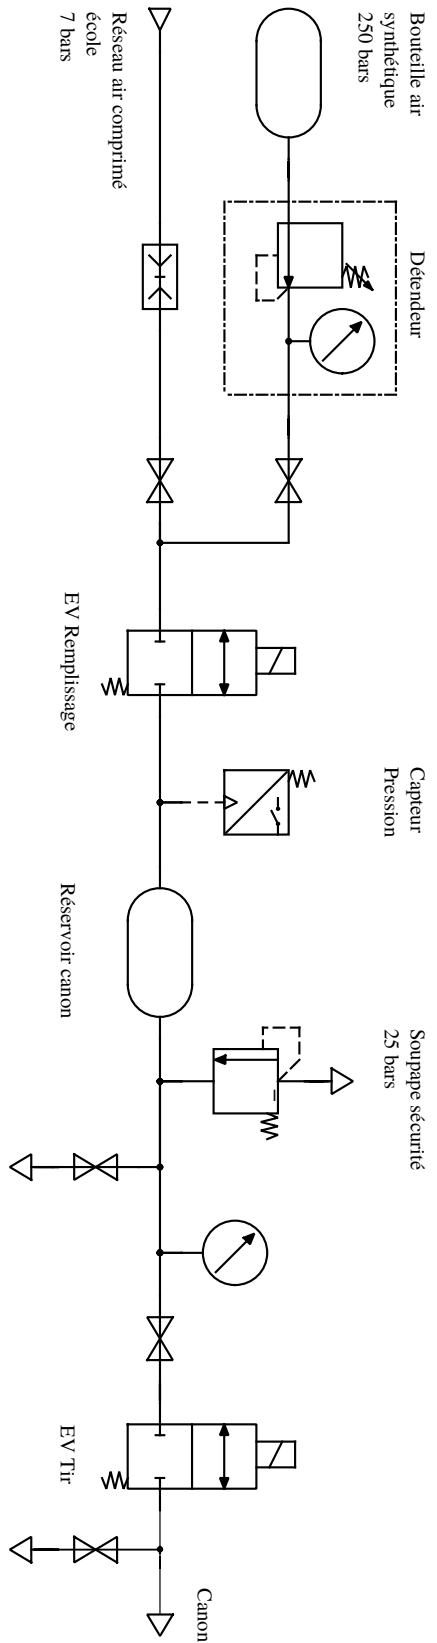 Bouteille air
synthétique
250 bars
Réseau air comprimé
école
7 bars
Détendeur
EV Remplissage
Capteur
Pression
Réservoir canon
Soupape sécurité
25 bars
EV Tir
Canon